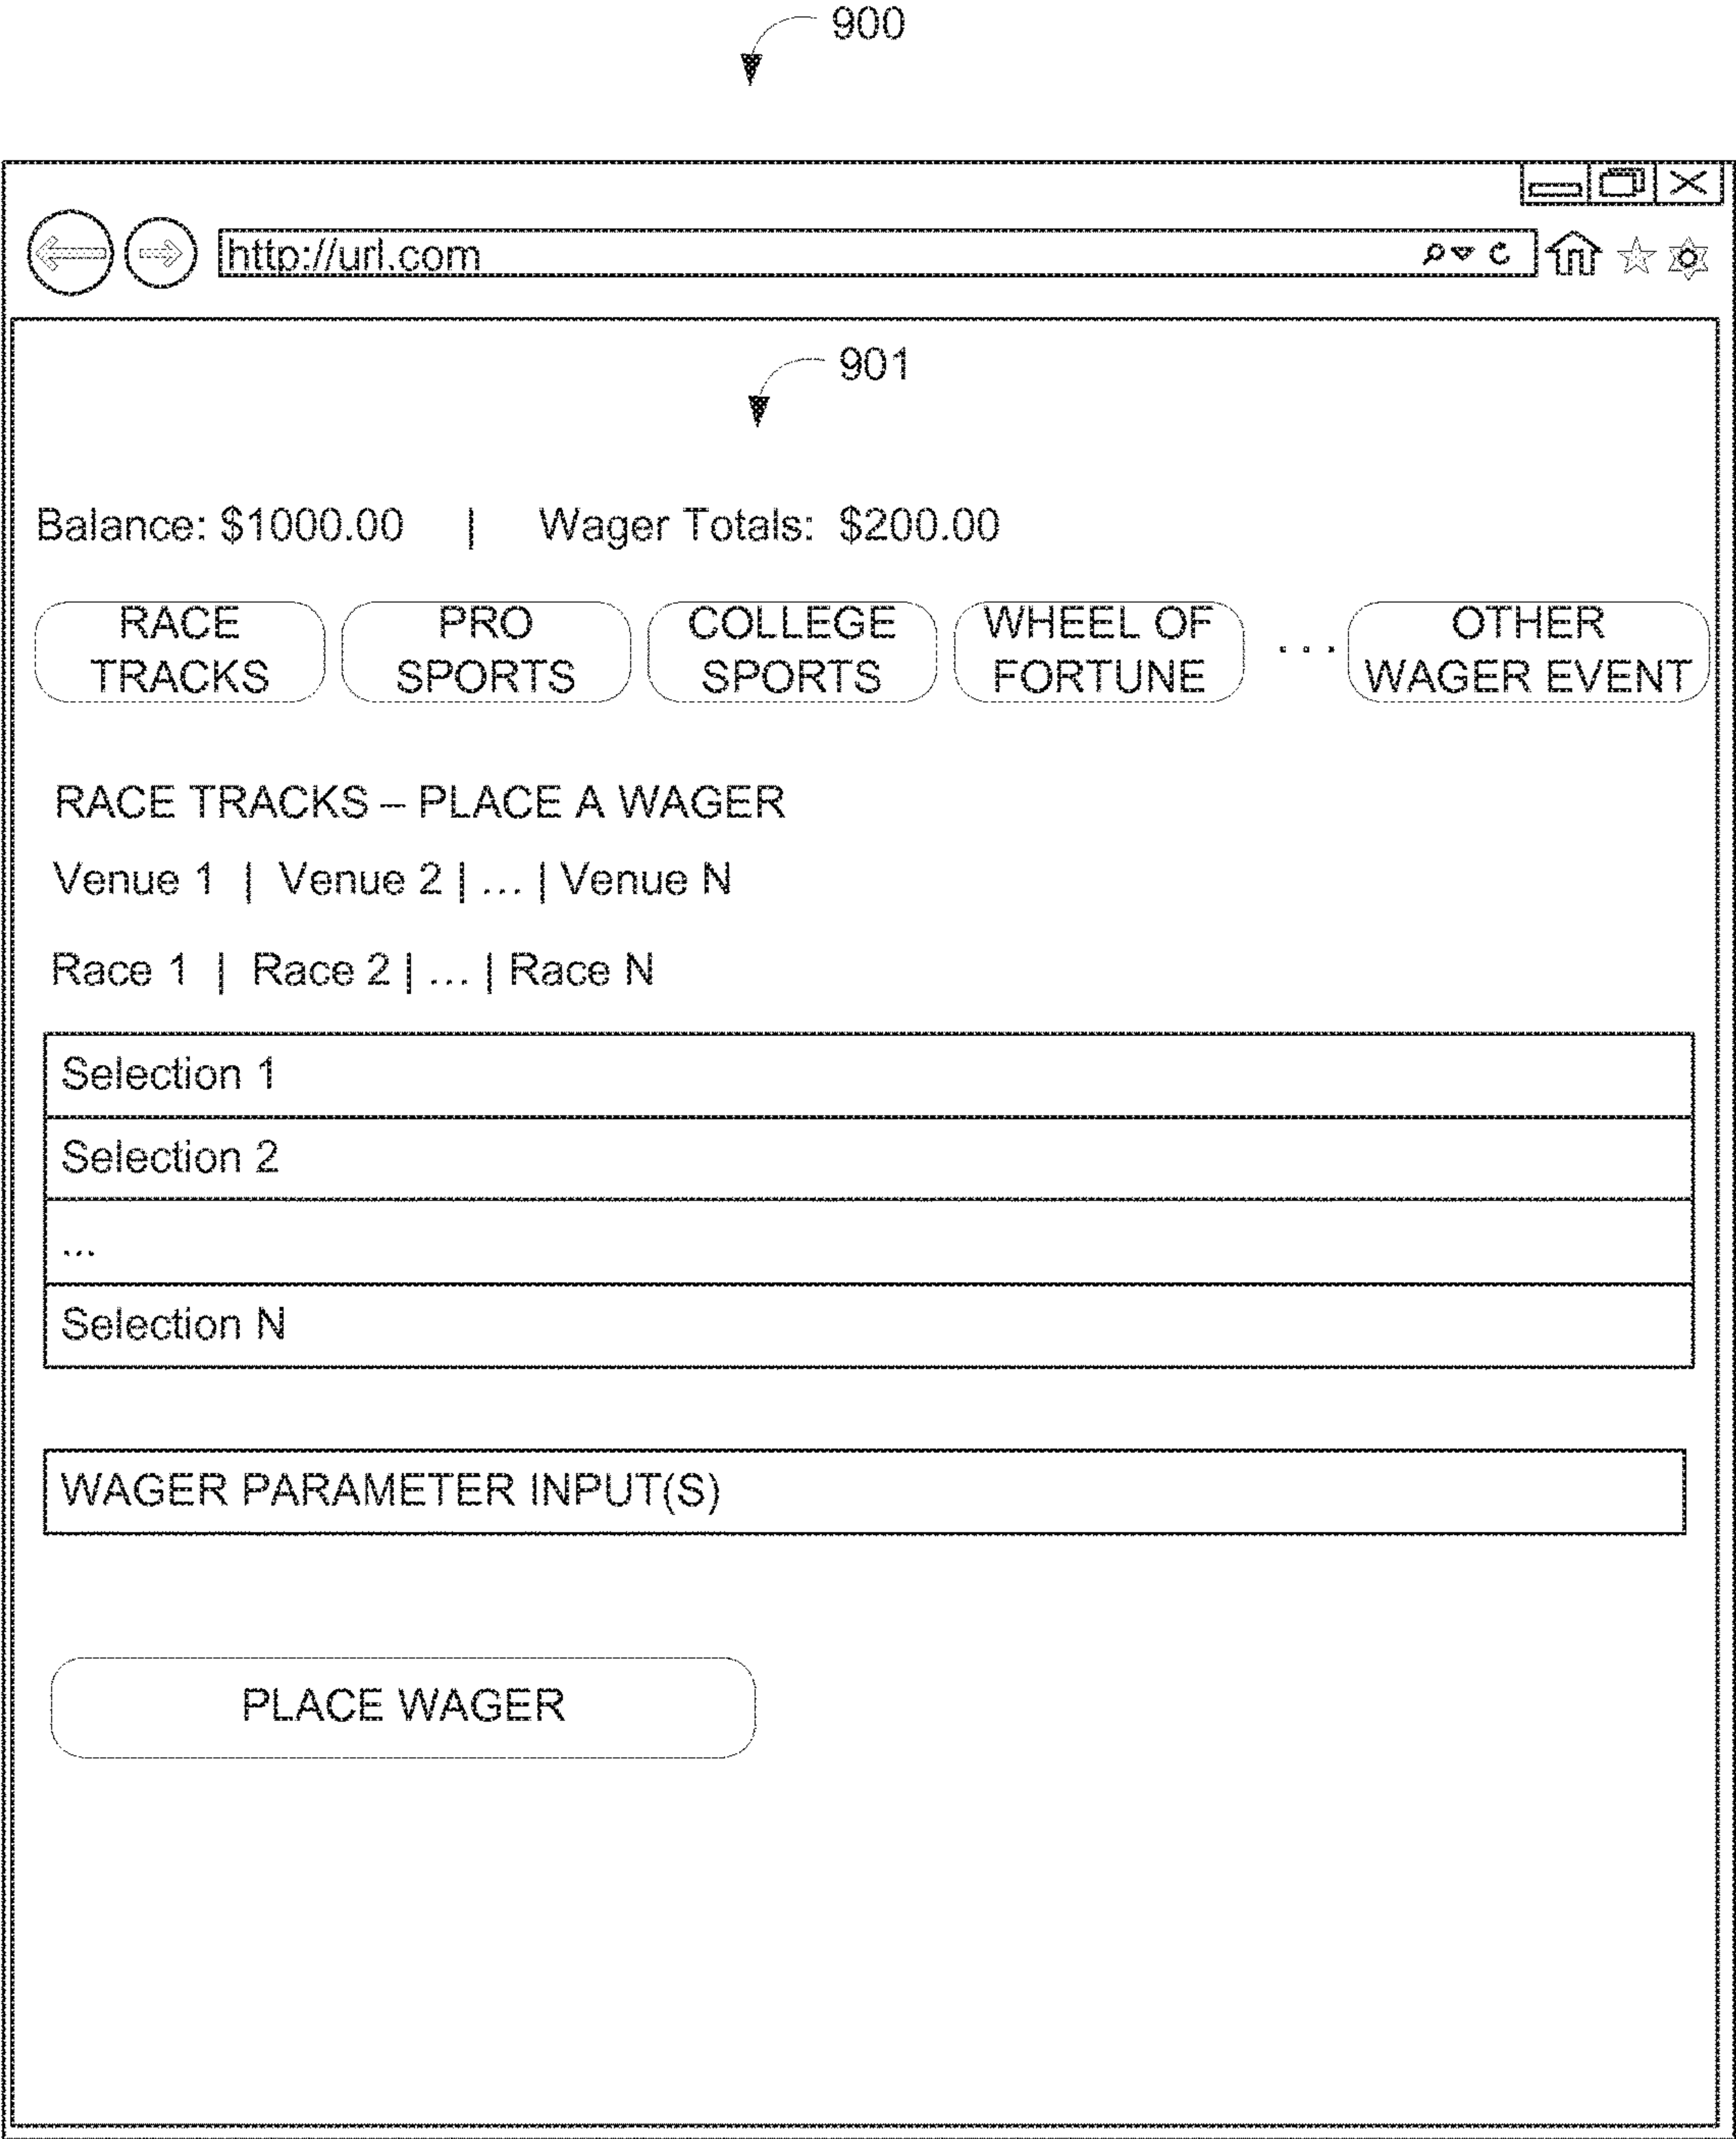 900
http://url.com
901
Balance: $1000.00 | Wager Totals: $200.00
RACE TRACKS
PRO SPORTS
COLLEGE SPORTS
WHEEL OF FORTUNE
...
OTHER WAGER EVENT
RACE TRACKS – PLACE A WAGER
Venue 1 | Venue 2 | ... | Venue N
Race 1 | Race 2 | ... | Race N
Selection 1
Selection 2
...
Selection N
WAGER PARAMETER INPUT(S)
PLACE WAGER